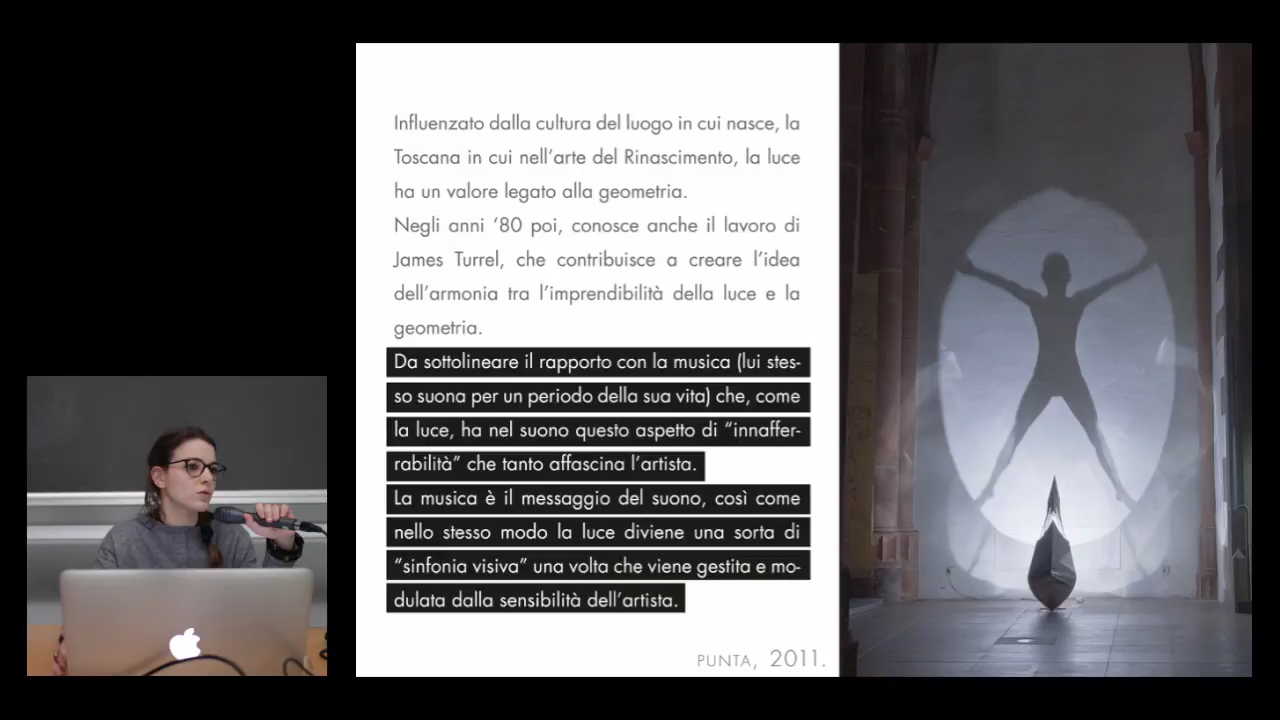 Influenzato dalla cultura del luogo in cui nasce, la
Toscana in cui nell'arte del Rinascimento, la luce
ha un valore legato alla geometria.
Negli anni '80 poi, conosce anche il lavoro di
James Turrel, che contribuisce a creare l'idea
dell'armonia tra l'imprendibilità della luce e la
geometria.
Da sottolineare il rapporto con la musica (lui stes-
so suona per un periodo della sua vita) che, come
la luce, ha nel suono questo aspetto di “innaffer-
rabilità” che tanto affascina l'artista.
La musica è il messaggio del suono, così come
nello stesso modo la luce diviene una sorta di
“sinfonia visiva” una volta che viene gestita e mo-
dulata dalla sensibilità dell'artista.
PUNTA, 2011.